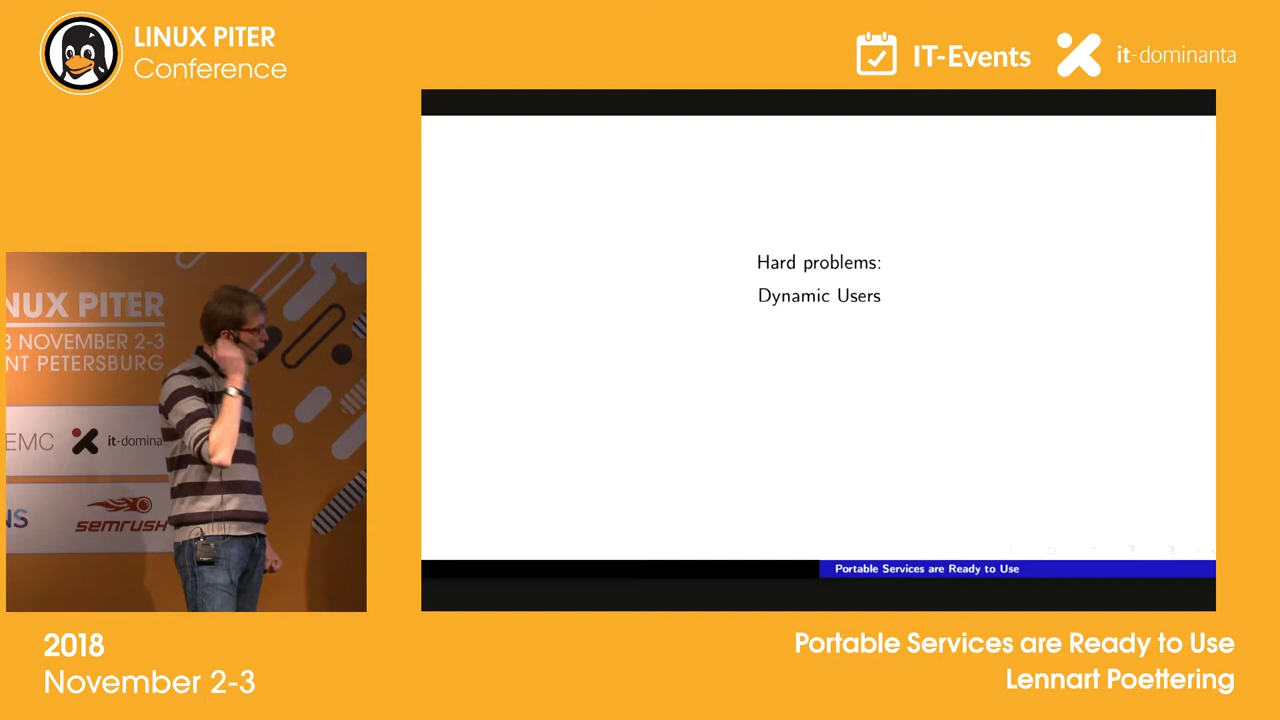 LINUX PITER
Conference
IT-Events
it-dominanta
Hard problems:
Dynamic Users
Portable Services are Ready to Use
NUX PITER
8 NOVEMBER 2-3
NT PETERSBURG
EMC
it-domina
NS
semrush
2018
November 2-3
Portable Services are Ready to Use
Lennart Poettering